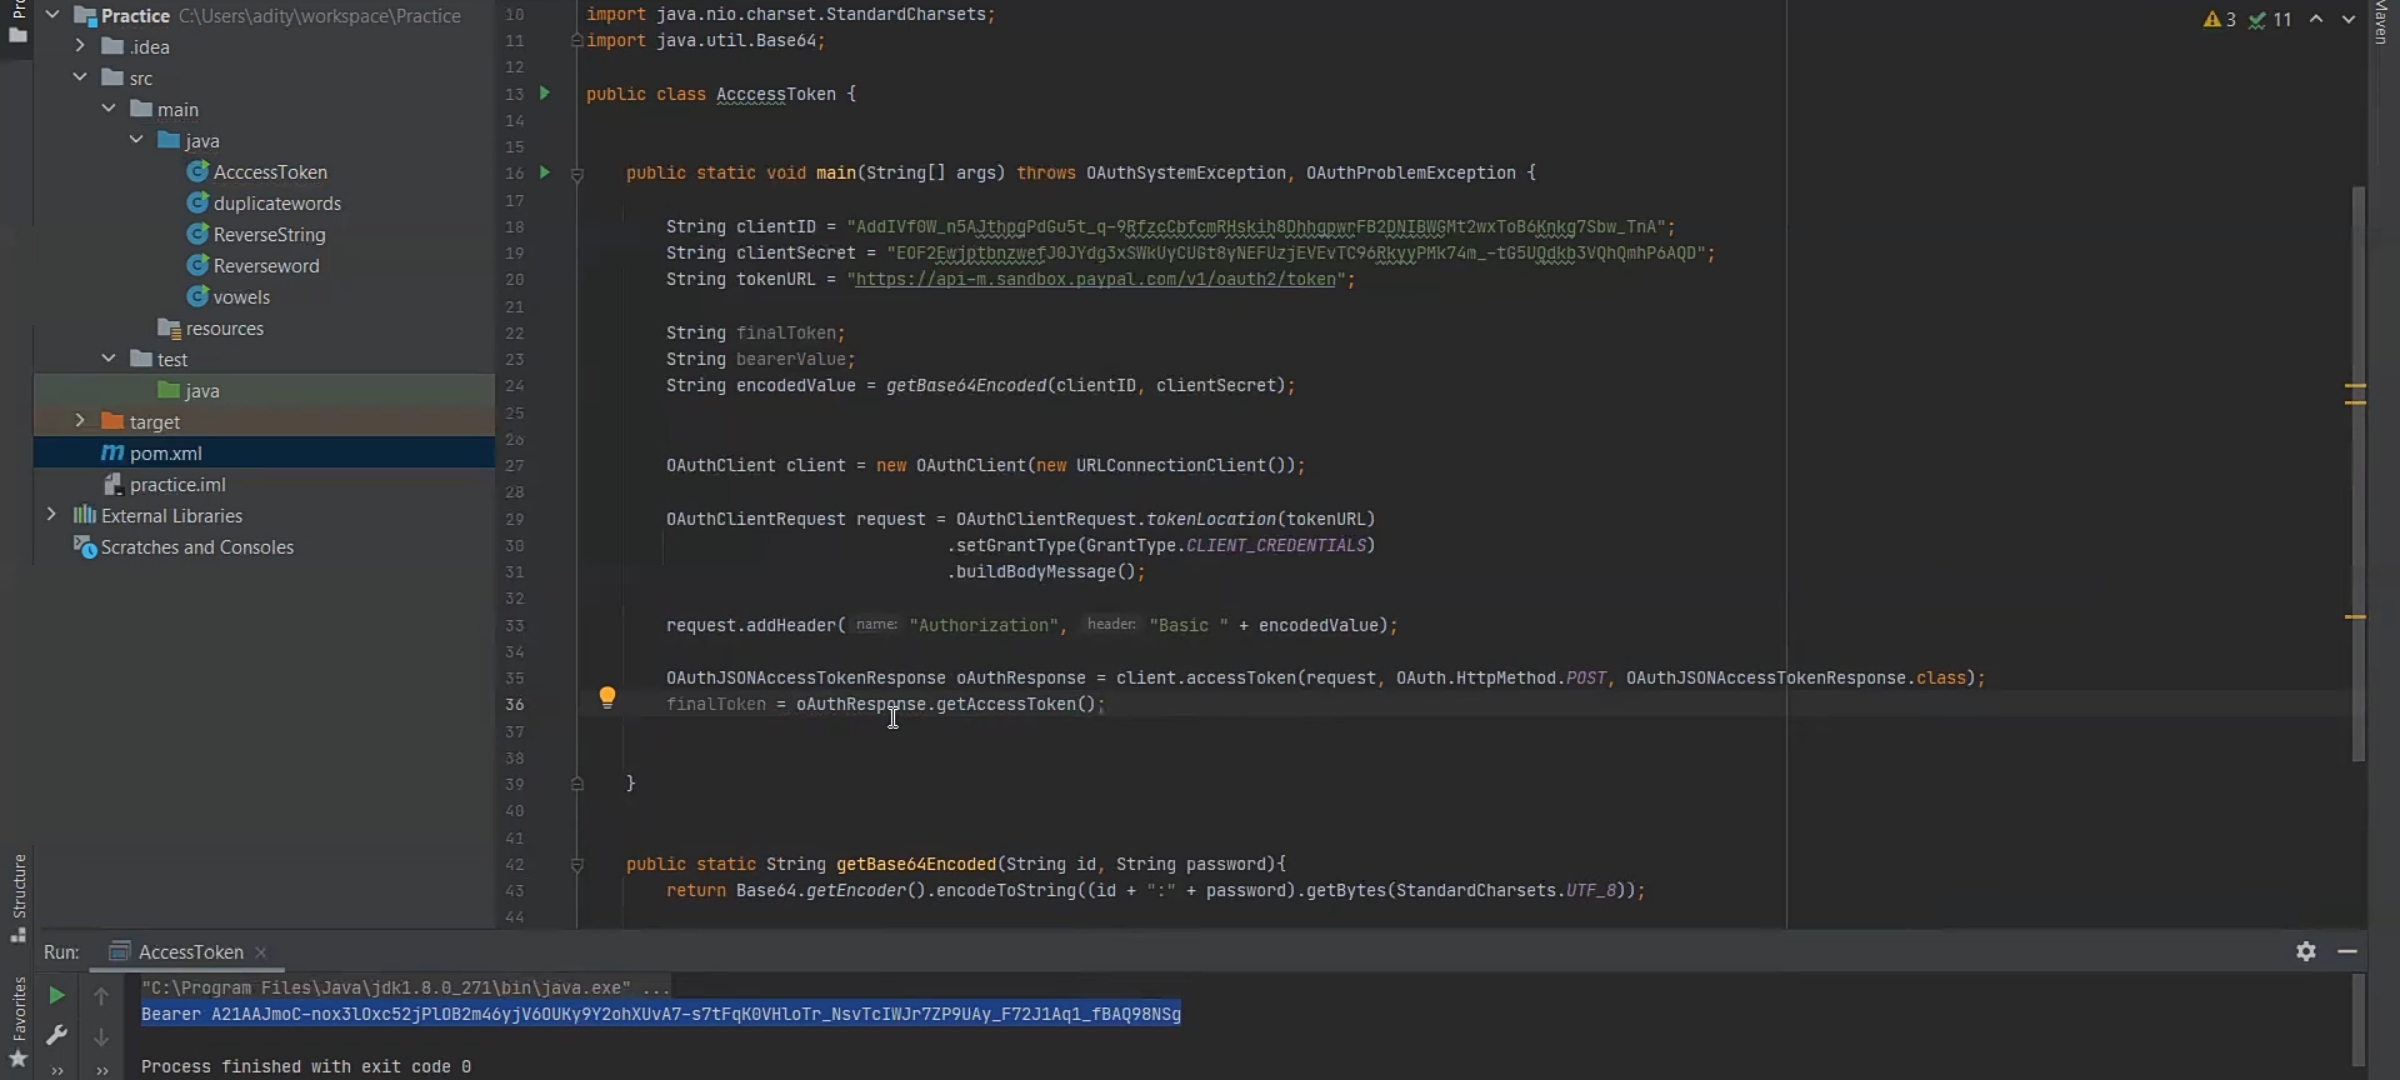 Practice C:\Users\adity\workspace\Practice
.idea
src
main
java
AcccessToken
duplicatewords
ReverseString
Reverseword
vowels
resources
test
java
target
pom.xml
practice.iml
External Libraries
Scratches and Consoles
Structure
Favorites
Maven
3 11
10 import java.nio.charset.StandardCharsets;
11 import java.util.Base64;
12
13 public class AcccessToken {
14
15
16 public static void main(String[] args) throws OAuthSystemException, OAuthProblemException {
17
18 String clientID = "AddIVf0W_n5AJthpgPdGu5t_q-9RfzcCbfcmRHskih8DhhgpwrFB2DNIBWGMt2wxToB6Knkg7Sbw_TnA";
19 String clientSecret = "EOF2EwjptbnzwefJ0JYdg3xSWkUyCUGt8yNEFUzjEVEvTC96RkyyPMk74m_-tG5UQdkb3VQhQmhP6AQD";
20 String tokenURL = "https://api-m.sandbox.paypal.com/v1/oauth2/token";
21
22 String finalToken;
23 String bearerValue;
24 String encodedValue = getBase64Encoded(clientID, clientSecret);
25
26
27 OAuthClient client = new OAuthClient(new URLConnectionClient());
28
29 OAuthClientRequest request = OAuthClientRequest.tokenLocation(tokenURL)
30 .setGrantType(GrantType.CLIENT_CREDENTIALS)
31 .buildBodyMessage();
32
33 request.addHeader( name: "Authorization", header: "Basic " + encodedValue);
34
35 OAuthJSONAccessTokenResponse oAuthResponse = client.accessToken(request, OAuth.HttpMethod.POST, OAuthJSONAccessTokenResponse.class);
36 finalToken = oAuthResponse.getAccessToken();
37
38
39 }
40
41
42 public static String getBase64Encoded(String id, String password){
43 return Base64.getEncoder().encodeToString((id + ":" + password).getBytes(StandardCharsets.UTF_8));
44
Run: AccessToken
"C:\Program Files\Java\jdk1.8.0_271\bin\java.exe" ...
Bearer A21AAJmoC-nox3lOxc52jPlOB2m46yjV6OUKy9Y2ohXUvA7-s7tFqK0VHloTr_NsvTcIWJr7ZP9UAy_F72J1Aq1_fBAQ98NSg
Process finished with exit code 0